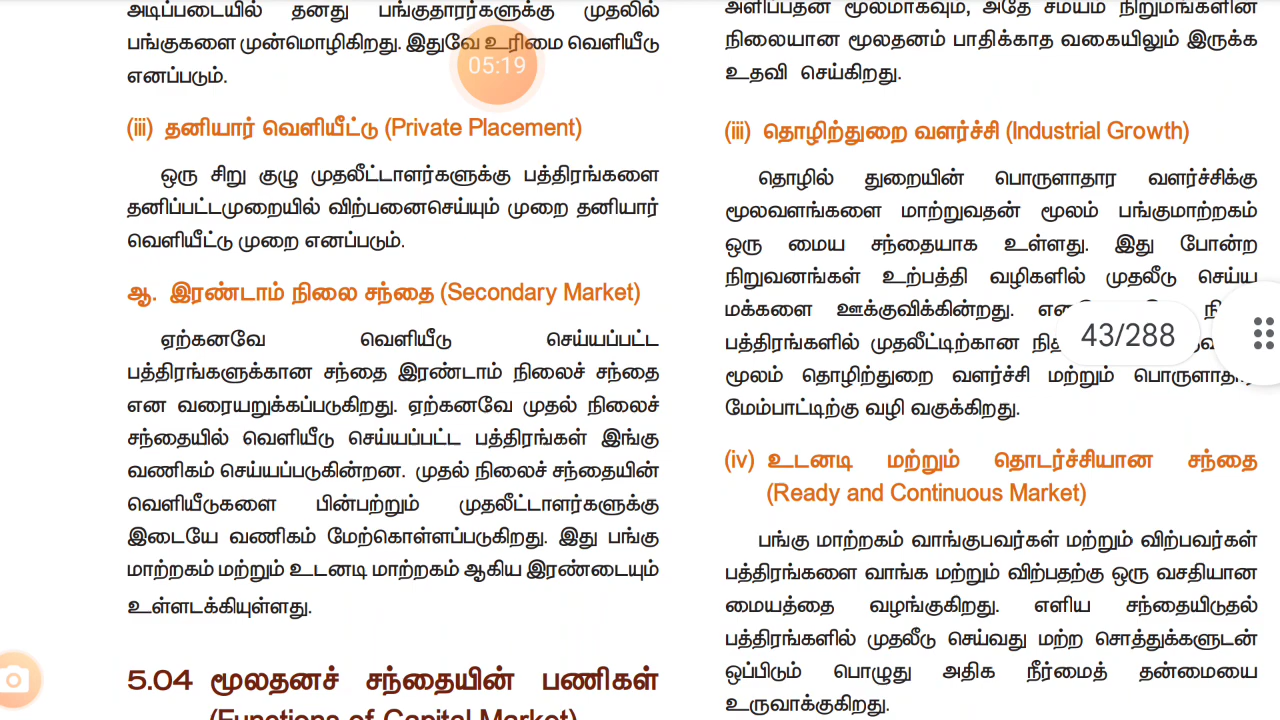 அடிப்படையில் தனது பங்குதாரர்களுக்கு முதலில்
பங்குகளை முன்மொழிகிறது. இதுவே உரிமை வெளியீடு
எனப்படும்.
05:19
(iii) தனியார் வெளியீட்டு (Private Placement)
ஒரு சிறு குழு முதலீட்டாளர்களுக்கு பத்திரங்களை
தனிப்பட்டமுறையில் விற்பனைசெய்யும் முறை தனியார்
வெளியீட்டு முறை எனப்படும்.
ஆ. இரண்டாம் நிலை சந்தை (Secondary Market)
ஏற்கனவே வெளியீடு செய்யப்பட்ட
பத்திரங்களுக்கான சந்தை இரண்டாம் நிலைச் சந்தை
என வரையறுக்கப்படுகிறது. ஏற்கனவே முதல் நிலைச்
சந்தையில் வெளியீடு செய்யப்பட்ட பத்திரங்கள் இங்கு
வணிகம் செய்யப்படுகின்றன. முதல் நிலைச் சந்தையின்
வெளியீடுகளை பின்பற்றும் முதலீட்டாளர்களுக்கு
இடையே வணிகம் மேற்கொள்ளப்படுகிறது. இது பங்கு
மாற்றகம் மற்றும் உடனடி மாற்றகம் ஆகிய இரண்டையும்
உள்ளடக்கியுள்ளது.
5.04 மூலதனச் சந்தையின் பணிகள்
(Functions of Capital Market)
அளிப்பதன் மூலமாகவும், அதே சமயம் நிறுமங்களின்
நிலையான மூலதனம் பாதிக்காத வகையிலும் இருக்க
உதவி செய்கிறது.
(iii) தொழிற்துறை வளர்ச்சி (Industrial Growth)
தொழில் துறையின் பொருளாதார வளர்ச்சிக்கு
மூலவளங்களை மாற்றுவதன் மூலம் பங்குமாற்றகம்
ஒரு மைய சந்தையாக உள்ளது. இது போன்ற
நிறுவனங்கள் உற்பத்தி வழிகளில் முதலீடு செய்ய
மக்களை ஊக்குவிக்கின்றது.
43/288
பத்திரங்களில் முதலீட்டிற்கான
மூலம் தொழிற்துறை வளர்ச்சி மற்றும்
மேம்பாட்டிற்கு வழி வகுக்கிறது.
(iv) உடனடி மற்றும் தொடர்ச்சியான சந்தை
(Ready and Continuous Market)
பங்கு மாற்றகம் வாங்குபவர்கள் மற்றும் விற்பவர்கள்
பத்திரங்களை வாங்க மற்றும் விற்பதற்கு ஒரு வசதியான
மையத்தை வழங்குகிறது. எளிய சந்தையிடுதல்
பத்திரங்களில் முதலீடு செய்வது மற்ற சொத்துக்களுடன்
ஒப்பிடும் பொழுது அதிக நீர்மைத் தன்மையை
உருவாக்குகிறது.